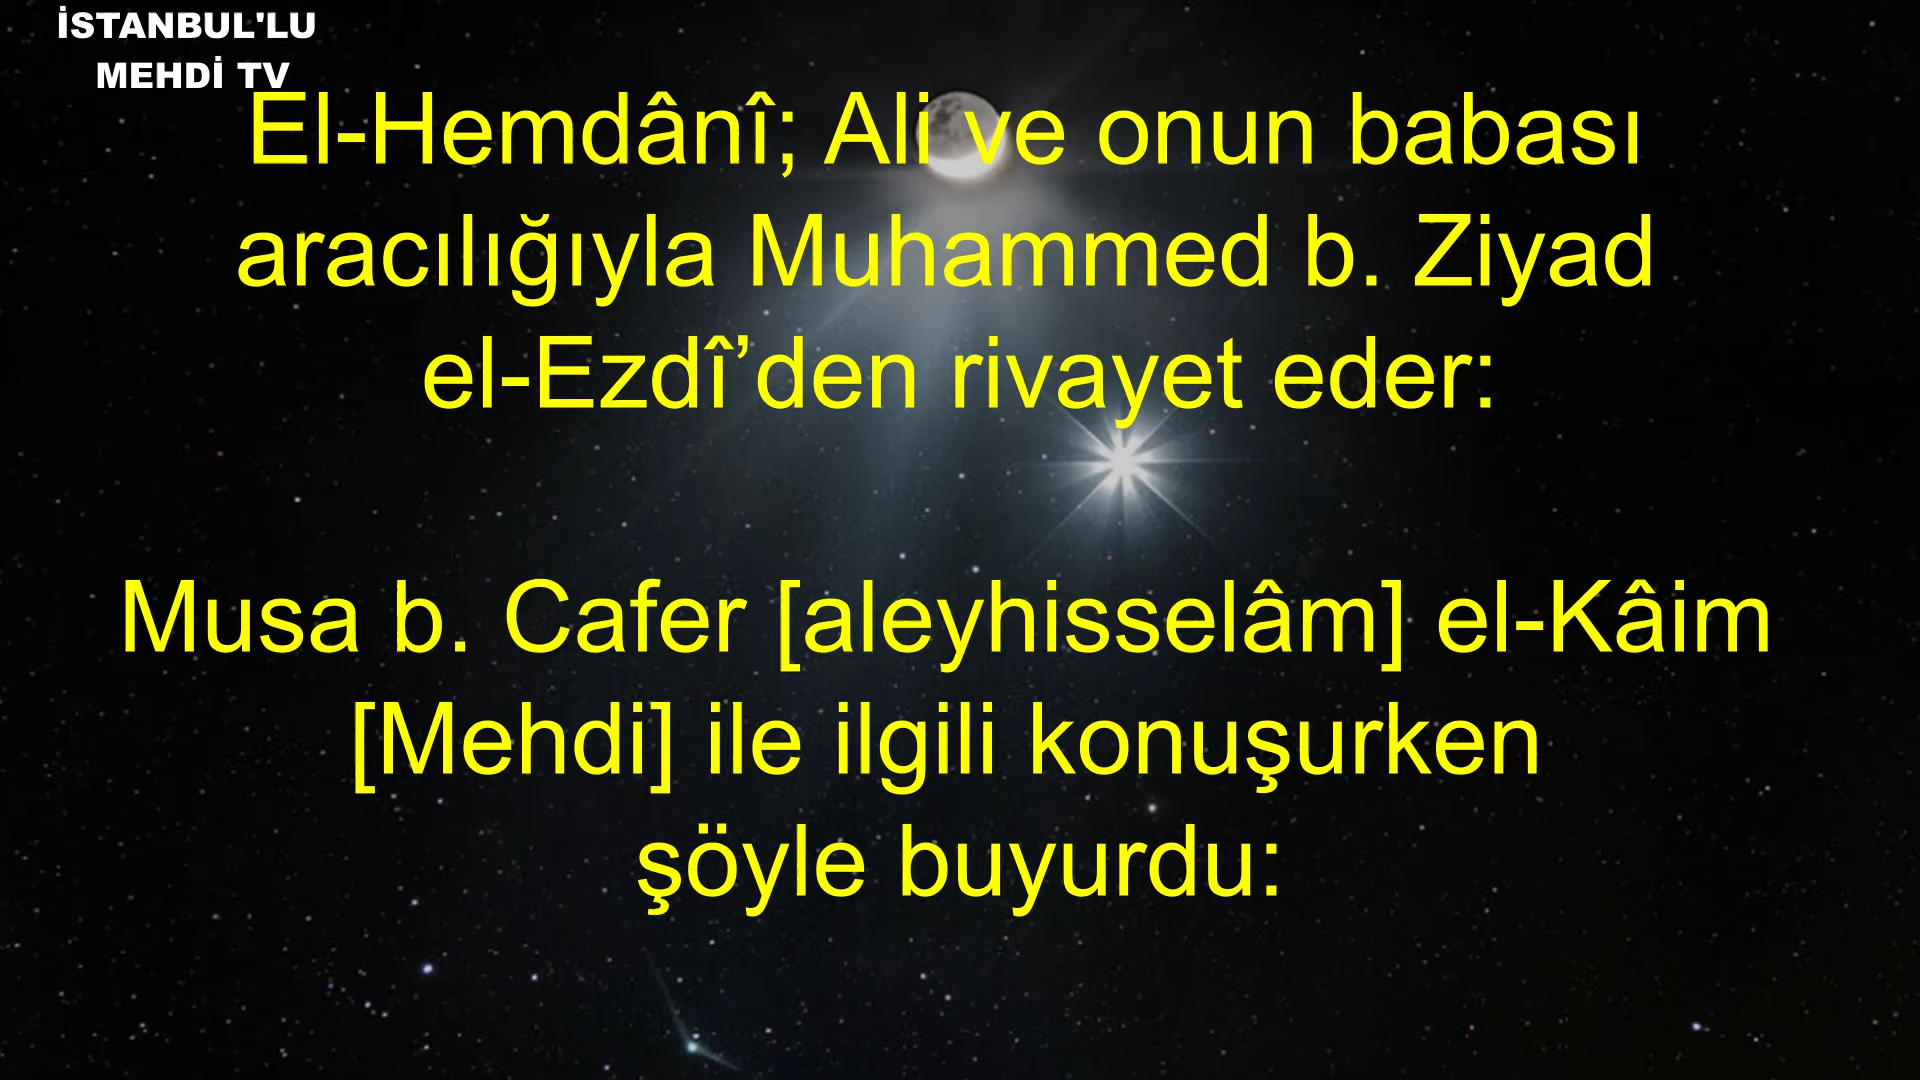 İSTANBUL'LU
MEHDİ TV
El-Hemdânî; Ali ve onun babası
aracılığıyla Muhammed b. Ziyad
el-Ezdî’den rivayet eder:
Musa b. Cafer [aleyhisselâm] el-Kâim
[Mehdi] ile ilgili konuşurken
şöyle buyurdu: